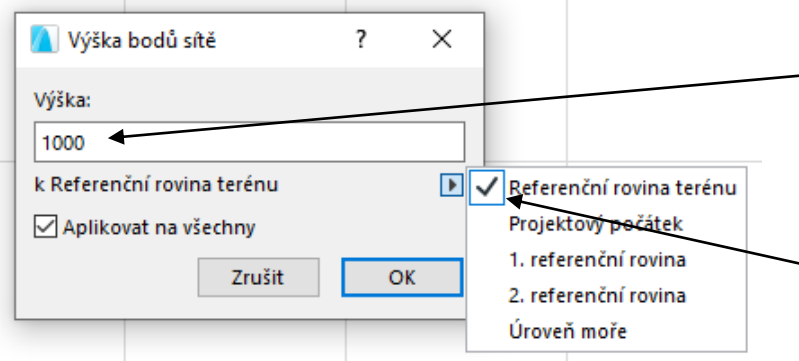 Výška bodů sítě
?
Výška:
1000
k Referenční rovina terénu
Aplikovat na všechny
Zrušit
OK
Referenční rovina terénu
Projektový počátek
1. referenční rovina
2. referenční rovina
Úroveň moře